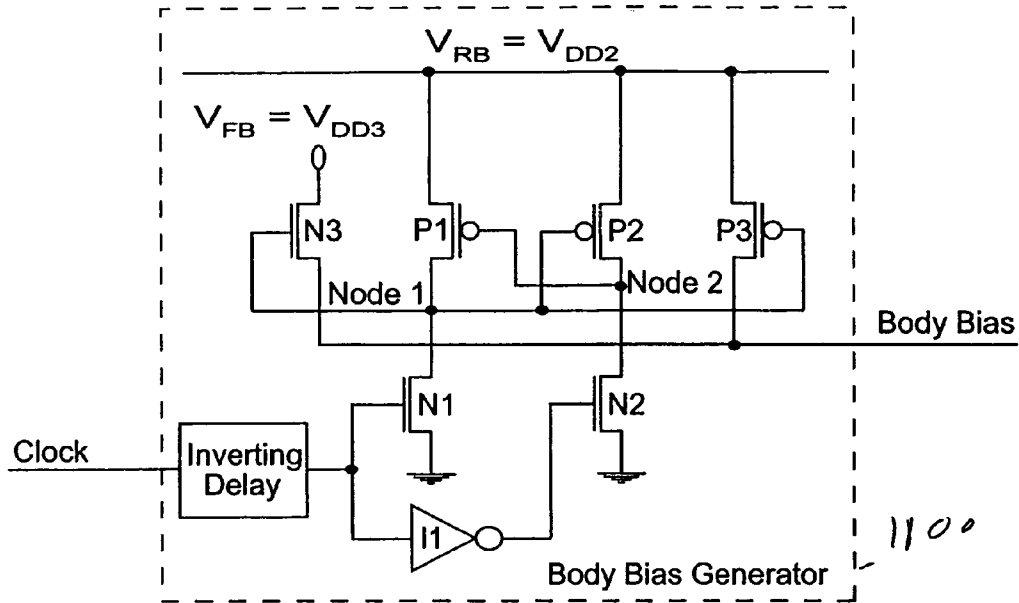 V_RB = V_DD2
V_FB = V_DD3
N3
P1
P2
P3
Node 1
Node 2
Body Bias
N1
N2
Clock
Inverting
Delay
I1
1100
Body Bias Generator